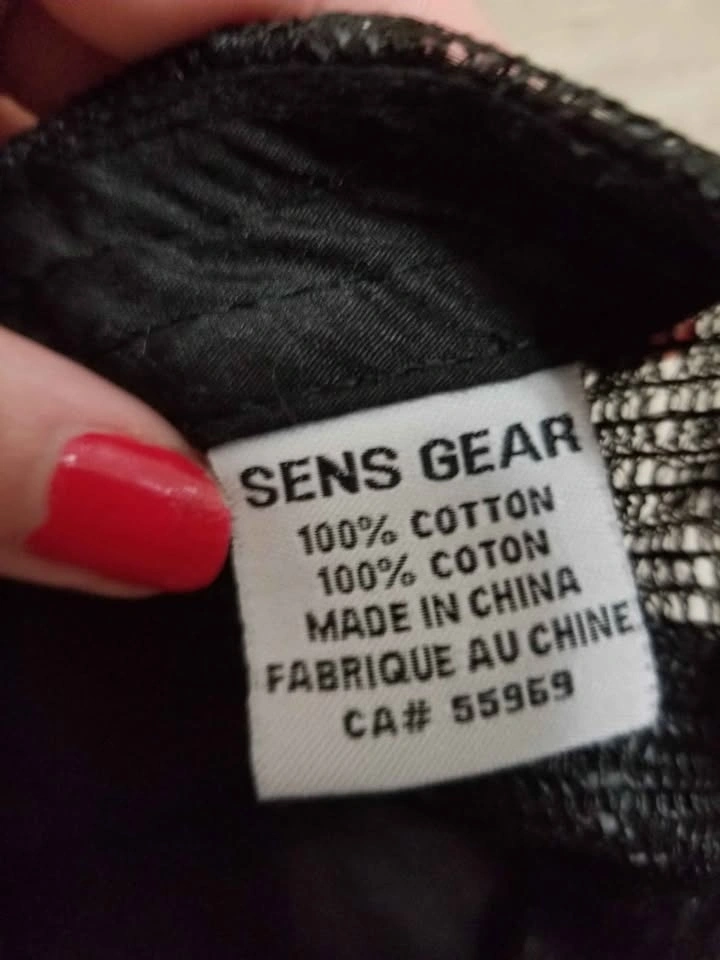 SENS GEAR
100% COTTON
100% COTON
MADE IN CHINA
FABRIQUE AU CHINE
CA# 55969